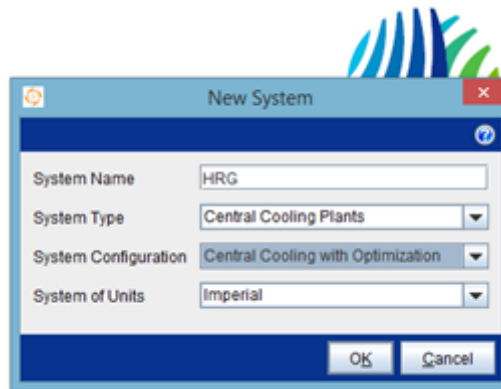 New System
System Name HRG
System Type Central Cooling Plants
System Configuration Central Cooling with Optimization
System of Units Imperial
OK Cancel